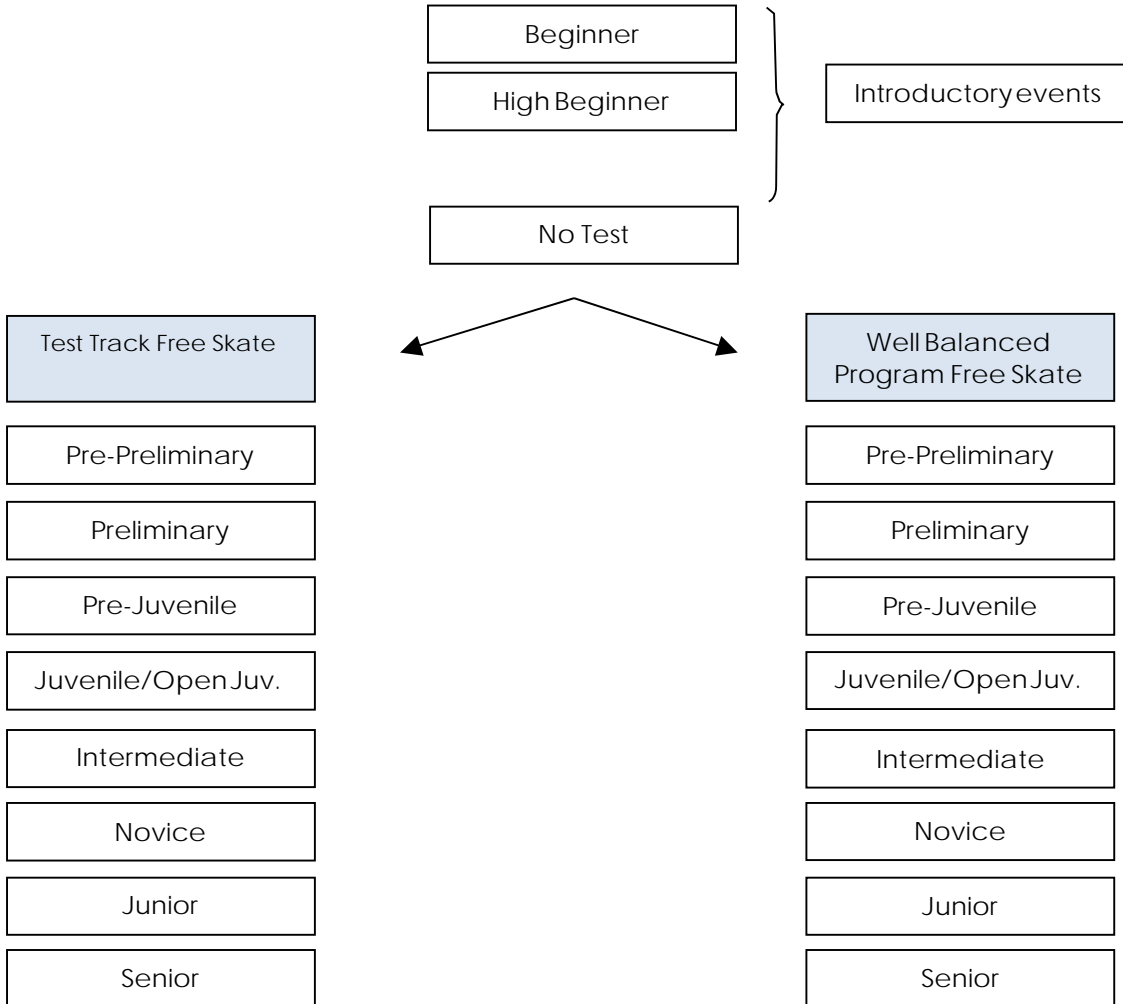 Beginner
High Beginner
Introductory events
No Test
Test Track Free Skate
Pre-Preliminary
Preliminary
Pre-Juvenile
Juvenile/Open Juv.
Intermediate
Novice
Junior
Senior
Well Balanced
Program Free Skate
Pre-Preliminary
Preliminary
Pre-Juvenile
Juvenile/Open Juv.
Intermediate
Novice
Junior
Senior